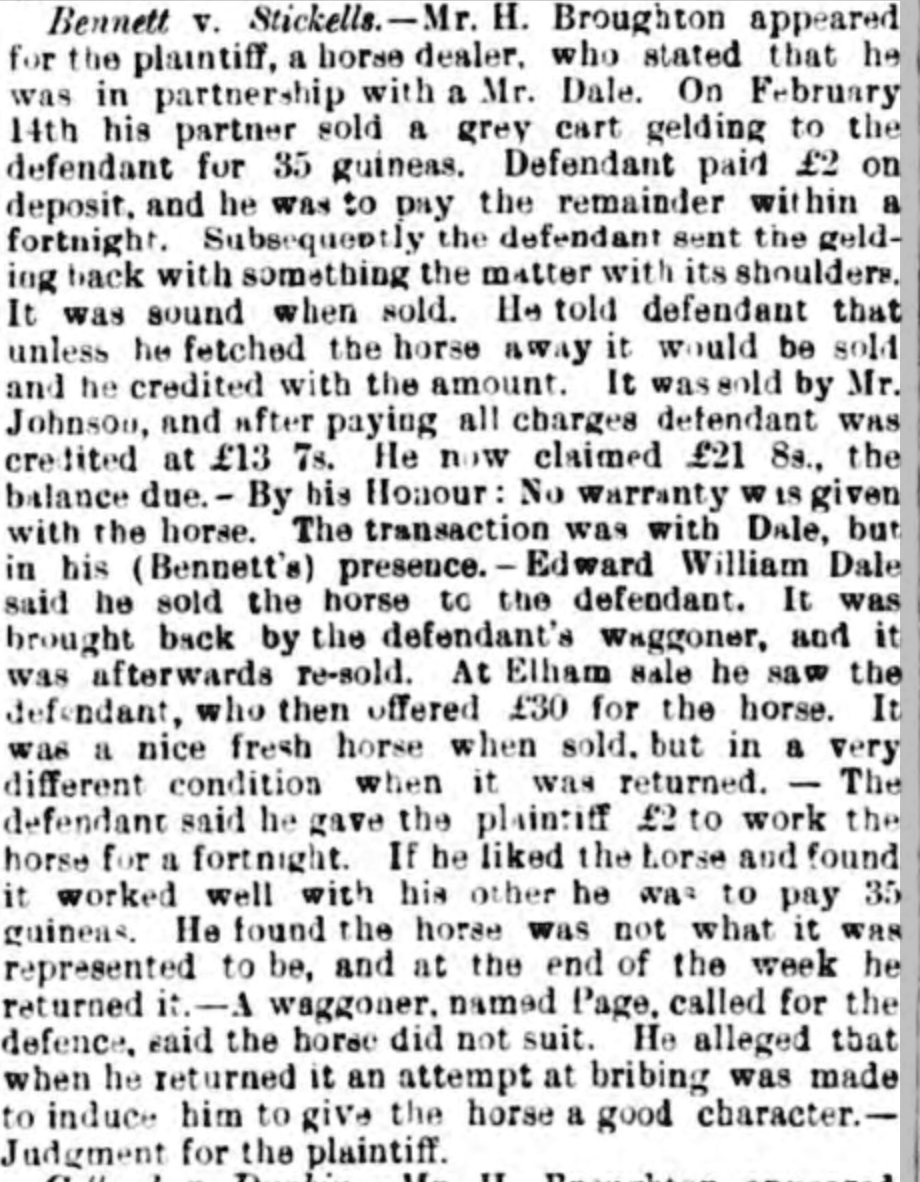 Bennett v. Stickells.—Mr. H. Broughton appeared
for the plaintiff, a horse dealer, who stated that he
was in partnership with a Mr. Dale. On February
14th his partner sold a grey cart gelding to the
defendant for 35 guineas. Defendant paid £2 on
deposit, and he was to pay the remainder within a
fortnight. Subsequently the defendant sent the geld-
ing back with something the matter with its shoulders.
It was sound when sold. He told defendant that
unless he fetched the horse away it would be sold
and he credited with the amount. It was sold by Mr.
Johnson, and after paying all charges defendant was
credited at £13 7s. He now claimed £21 8s., the
balance due.— By his Honour: No warranty was given
with the horse. The transaction was with Dale, but
in his (Bennett's) presence.—Edward William Dale
said he sold the horse to the defendant. It was
brought back by the defendant's waggoner, and it
was afterwards re-sold. At Elham sale he saw the
defendant, who then offered £30 for the horse. It
was a nice fresh horse when sold, but in a very
different condition when it was returned. — The
defendant said he gave the plaintiff £2 to work the
horse for a fortnight. If he liked the horse and found
it worked well with his other he was to pay 35
guineas. He found the horse was not what it was
represented to be, and at the end of the week he
returned it.—A waggoner, named Page, called for the
defence, said the horse did not suit. He alleged that
when he returned it an attempt at bribing was made
to induce him to give the horse a good character.—
Judgment for the plaintiff.
Mr. H. Broughton appeared